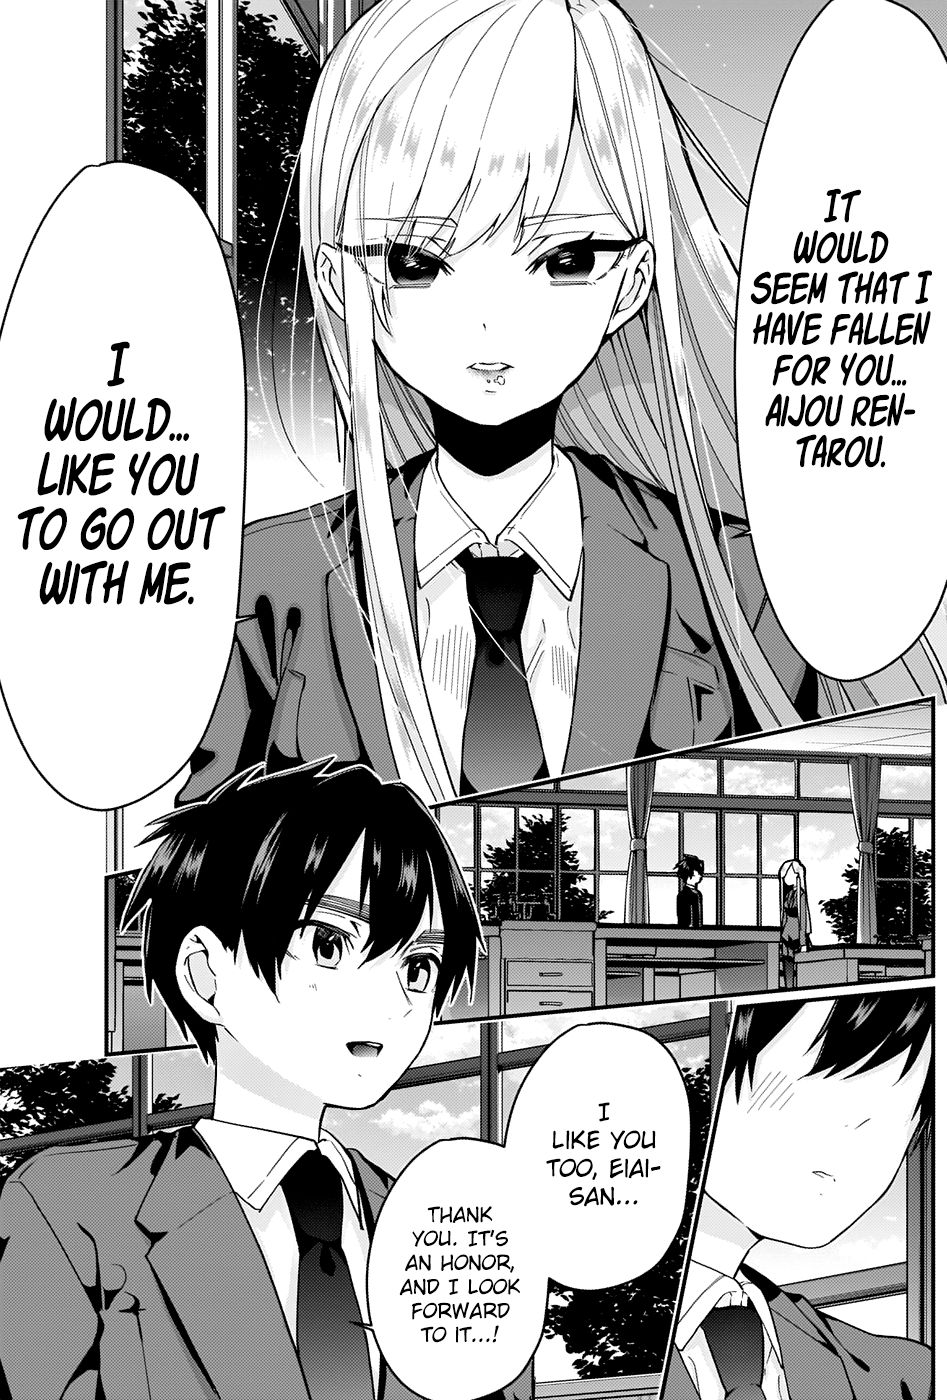 IT
WOULD
SEEM THAT I
HAVE FALLEN
FOR YOU...
AIJOU REN-
TAROU.
I
WOULD...
LIKE YOU
TO GO OUT
WITH ME.
I
LIKE YOU
TOO, EIAI-
SAN...
THANK
YOU. IT'S
AN HONOR,
AND I LOOK
FORWARD
TO IT...!